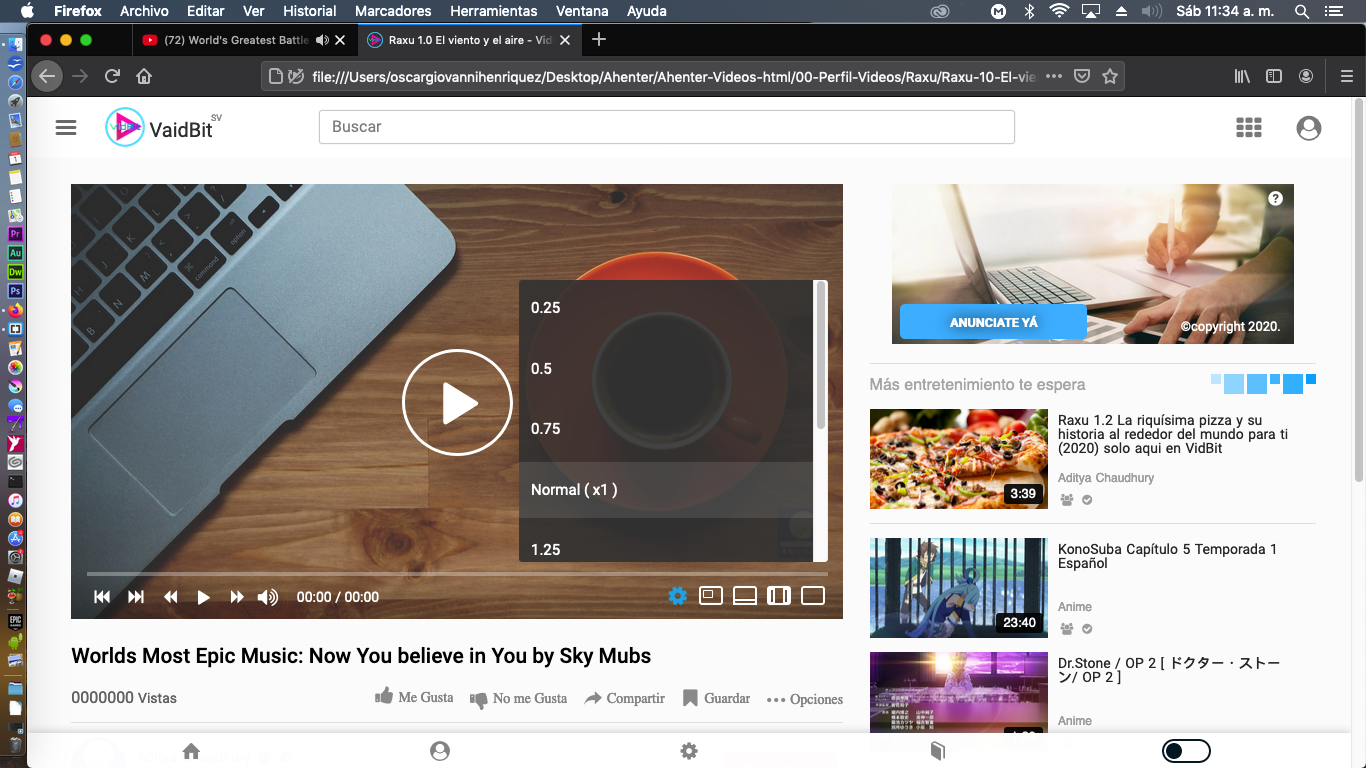 Firefox Archivo Editar Ver Historial Marcadores Herramientas Ventana Ayuda Sáb 11:34 a. m.
(72) World's Greatest Battle
Raxu 1.0 El viento y el aire - Vid
file:///Users/oscargiovannihenriquez/Desktop/Ahenter/Ahenter-Videos-html/00-Perfil-Videos/Raxu/Raxu-10-El-vie
VaidBit SV
Buscar
option
command
0.25
0.5
0.75
Normal ( x1 )
1.25
00:00 / 00:00
Worlds Most Epic Music: Now You believe in You by Sky Mubs
0000000 Vistas
Me Gusta
No me Gusta
Compartir
Guardar
Opciones
?
ANUNCIATE YÁ
©copyright 2020.
Más entretenimiento te espera
3:39
Raxu 1.2 La riquísima pizza y su
historia al rededor del mundo para ti
(2020) solo aqui en VidBit
Aditya Chaudhury
23:40
KonoSuba Capítulo 5 Temporada 1
Español
Anime
Dr.Stone / OP 2 [ ドクター・ストー
ン/ OP 2 ]
Anime